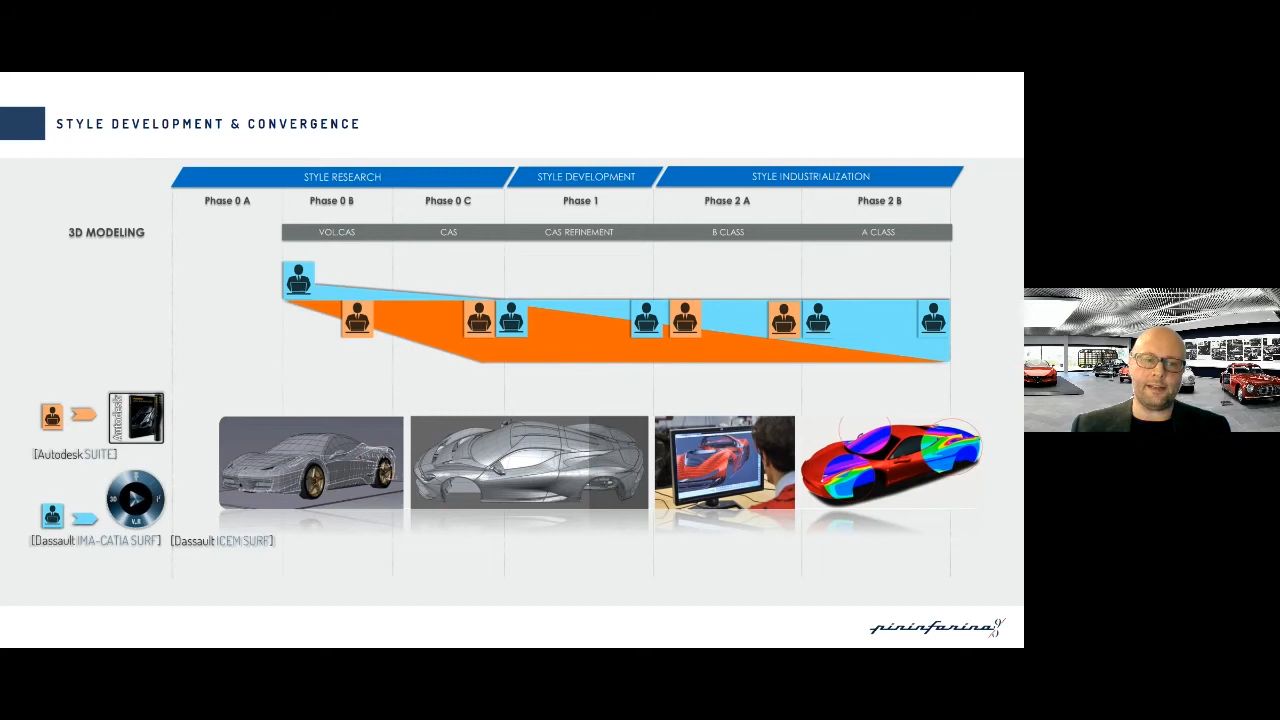 STYLE DEVELOPMENT & CONVERGENCE
STYLE RESEARCH
STYLE DEVELOPMENT
STYLE INDUSTRIALIZATION
Phase 0 A
Phase 0 B
Phase 0 C
Phase 1
Phase 2 A
Phase 2 B
3D MODELING
VOL.CAS
CAS
CAS REFINEMENT
B CLASS
A CLASS
Autodesk
[Autodesk SUITE]
3D
V.R
[Dassault IMA-CATIA SURF]
[Dassault ICEM SURF]
pininfarina